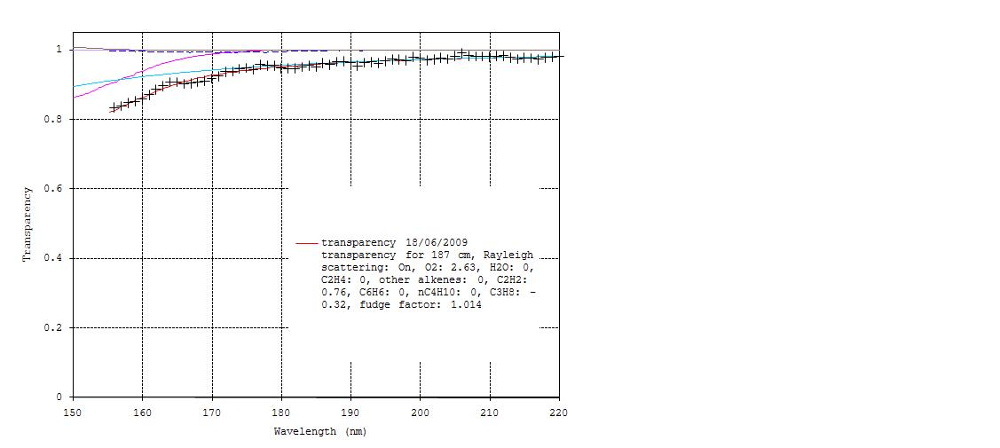 1
0.8
0.6
0.4
0.2
0
Transparency
transparency 18/06/2009
transparency for 187 cm, Rayleigh
scattering: On, O2: 2.63, H2O: 0,
C2H4: 0, other alkenes: 0, C2H2:
0.76, C6H6: 0, nC4H10: 0, C3H8: -
0.32, fudge factor: 1.014
150 160 170 180 190 200 210 220
Wavelength (nm)